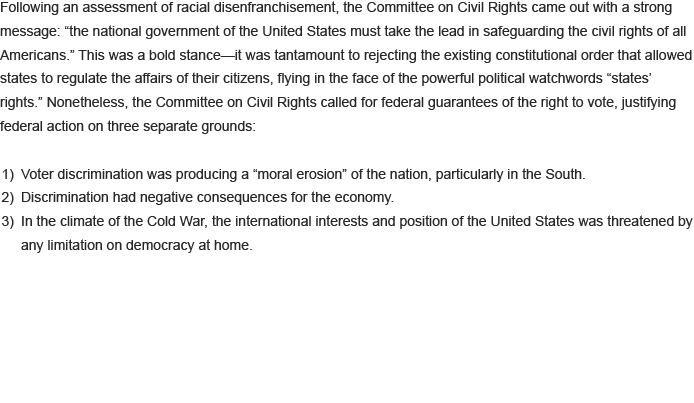 Following an assessment of racial disenfranchisement, the Committee on Civil Rights came out with a strong
message: “the national government of the United States must take the lead in safeguarding the civil rights of all
Americans.” This was a bold stance—it was tantamount to rejecting the existing constitutional order that allowed
states to regulate the affairs of their citizens, flying in the face of the powerful political watchwords “states’
rights.” Nonetheless, the Committee on Civil Rights called for federal guarantees of the right to vote, justifying
federal action on three separate grounds:
1) Voter discrimination was producing a “moral erosion” of the nation, particularly in the South.
2) Discrimination had negative consequences for the economy.
3) In the climate of the Cold War, the international interests and position of the United States was threatened by
any limitation on democracy at home.